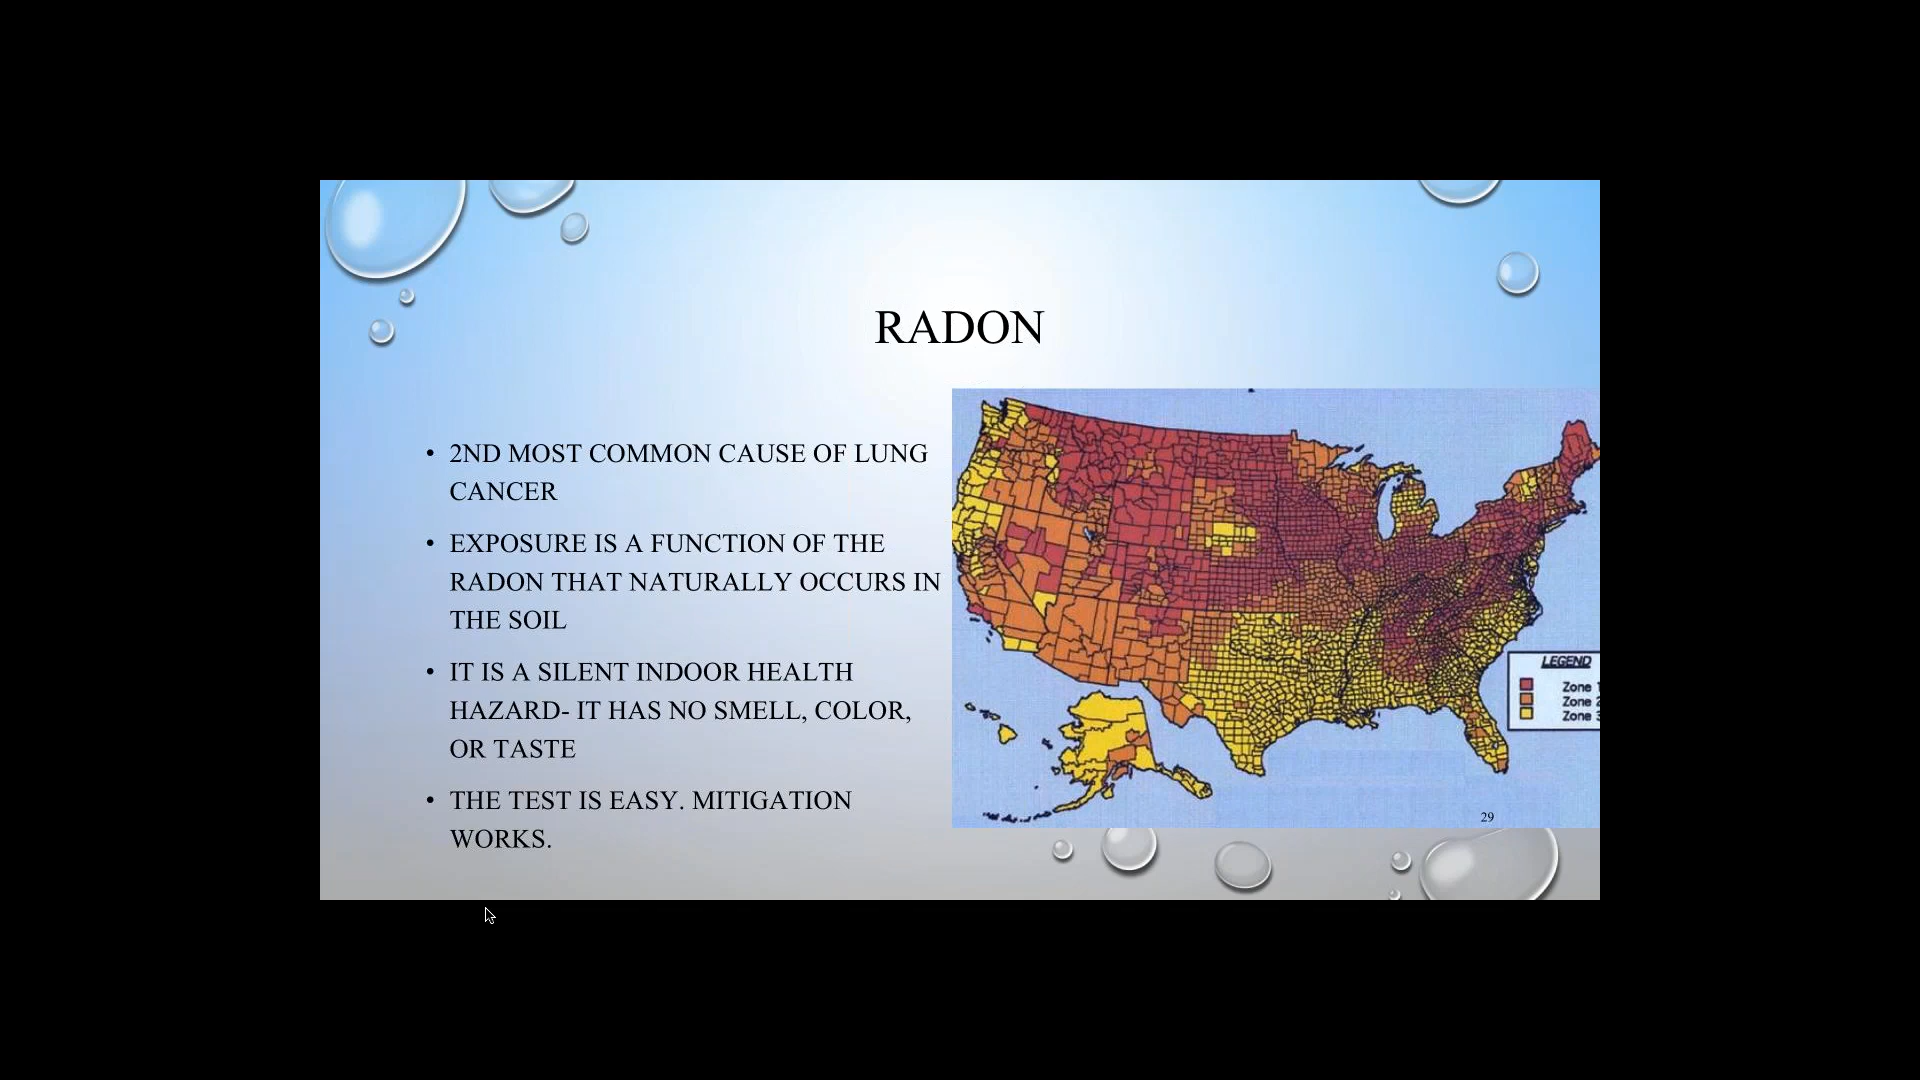 RADON
• 2ND MOST COMMON CAUSE OF LUNG
CANCER
• EXPOSURE IS A FUNCTION OF THE
RADON THAT NATURALLY OCCURS IN
THE SOIL
• IT IS A SILENT INDOOR HEALTH
HAZARD- IT HAS NO SMELL, COLOR,
OR TASTE
• THE TEST IS EASY. MITIGATION
WORKS.
LEGEND
Zone 1
Zone 2
Zone 3
29